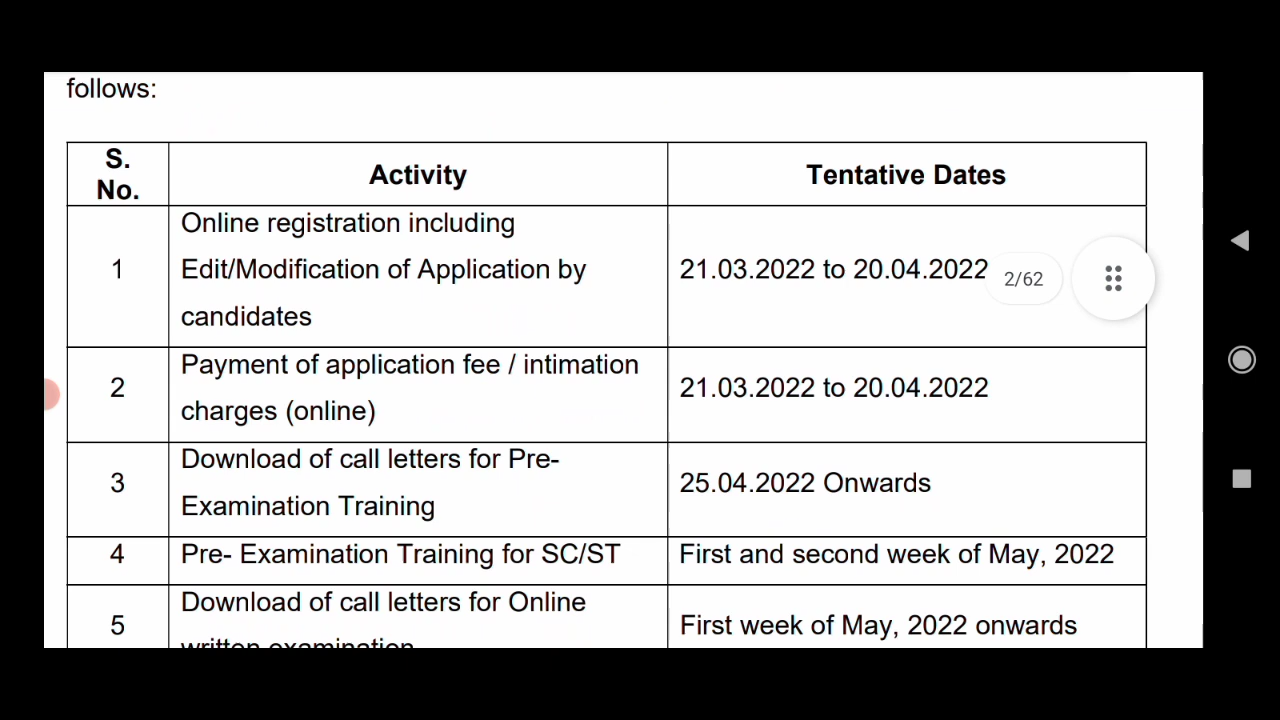 follows:
S.
No.
Activity
Tentative Dates
1
Online registration including
Edit/Modification of Application by
candidates
21.03.2022 to 20.04.2022
2/62
2
Payment of application fee / intimation
charges (online)
21.03.2022 to 20.04.2022
3
Download of call letters for Pre-
Examination Training
25.04.2022 Onwards
4
Pre- Examination Training for SC/ST
First and second week of May, 2022
5
Download of call letters for Online
written examination
First week of May, 2022 onwards